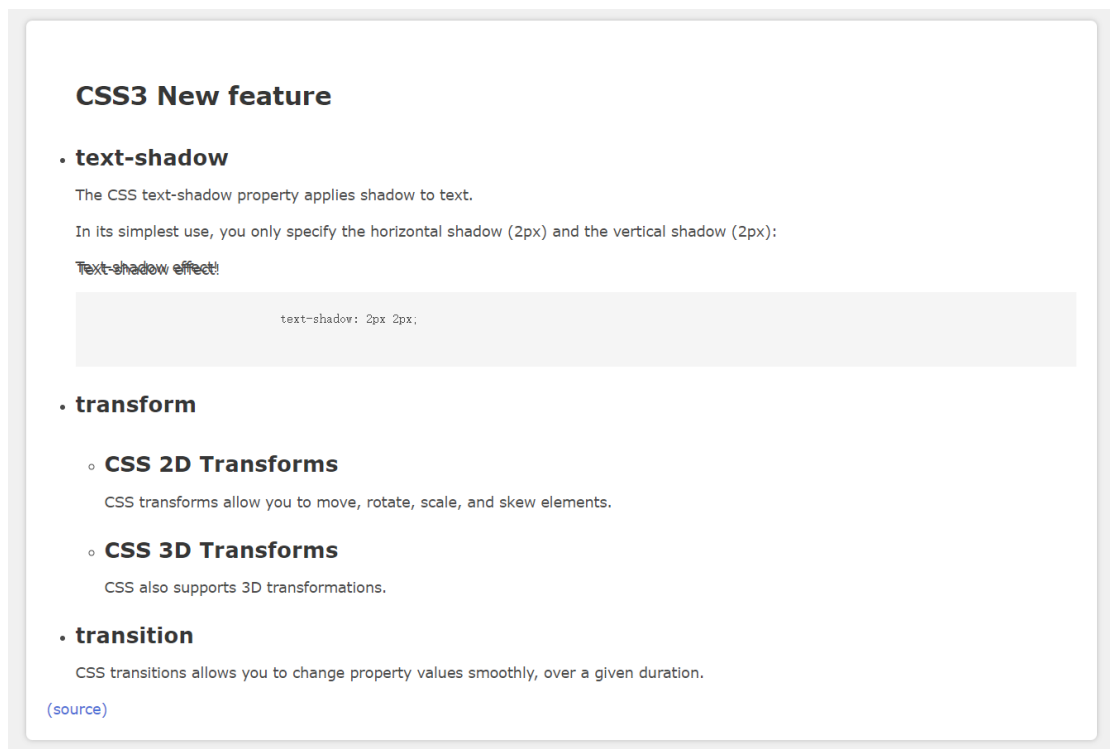 CSS3 New feature
text-shadow
The CSS text-shadow property applies shadow to text.
In its simplest use, you only specify the horizontal shadow (2px) and the vertical shadow (2px):
Text-shadow effect!
text-shadow: 2px 2px;
transform
CSS 2D Transforms
CSS transforms allow you to move, rotate, scale, and skew elements.
CSS 3D Transforms
CSS also supports 3D transformations.
transition
CSS transitions allows you to change property values smoothly, over a given duration.
(source)